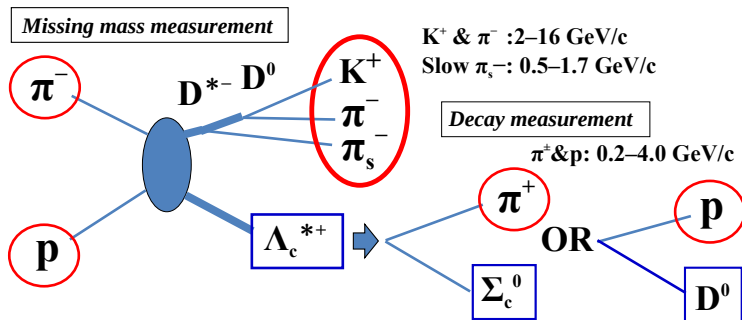 Missing mass measurement
K⁺ & π⁻ :2–16 GeV/c
Slow πₛ⁻: 0.5–1.7 GeV/c
π⁻
D*⁻ D⁰
K⁺
π⁻
πₛ⁻
Decay measurement
π±&p: 0.2–4.0 GeV/c
p
Λc*⁺
π⁺
Σc⁰
OR
p
D⁰